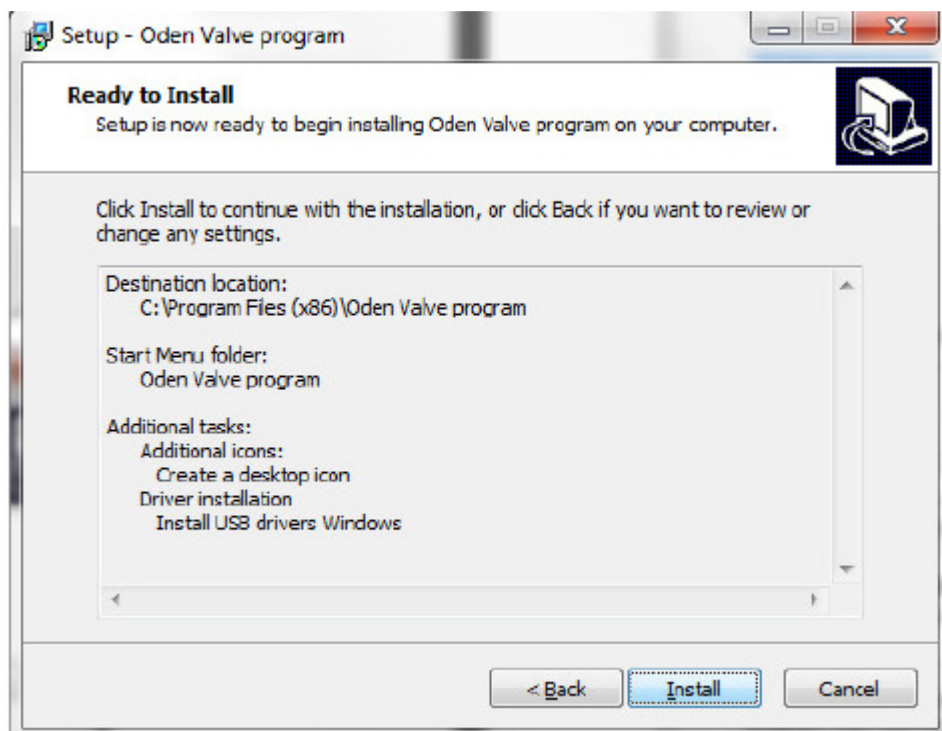 Setup - Oden Valve program
Ready to Install
Setup is now ready to begin installing Oden Valve program on your computer.
Click Install to continue with the installation, or click Back if you want to review or
change any settings.
Destination location:
C:\Program Files (x86)\Oden Valve program
Start Menu folder:
Oden Valve program
Additional tasks:
Additional icons:
Create a desktop icon
Driver installation
Install USB drivers Windows
< Back
Install
Cancel